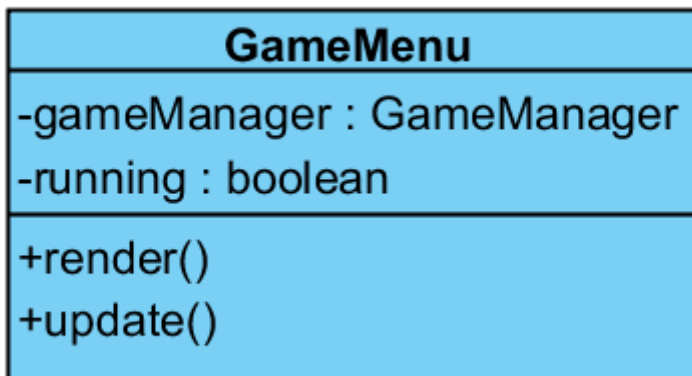 GameMenu
-gameManager : GameManager
-running : boolean
+render()
+update()